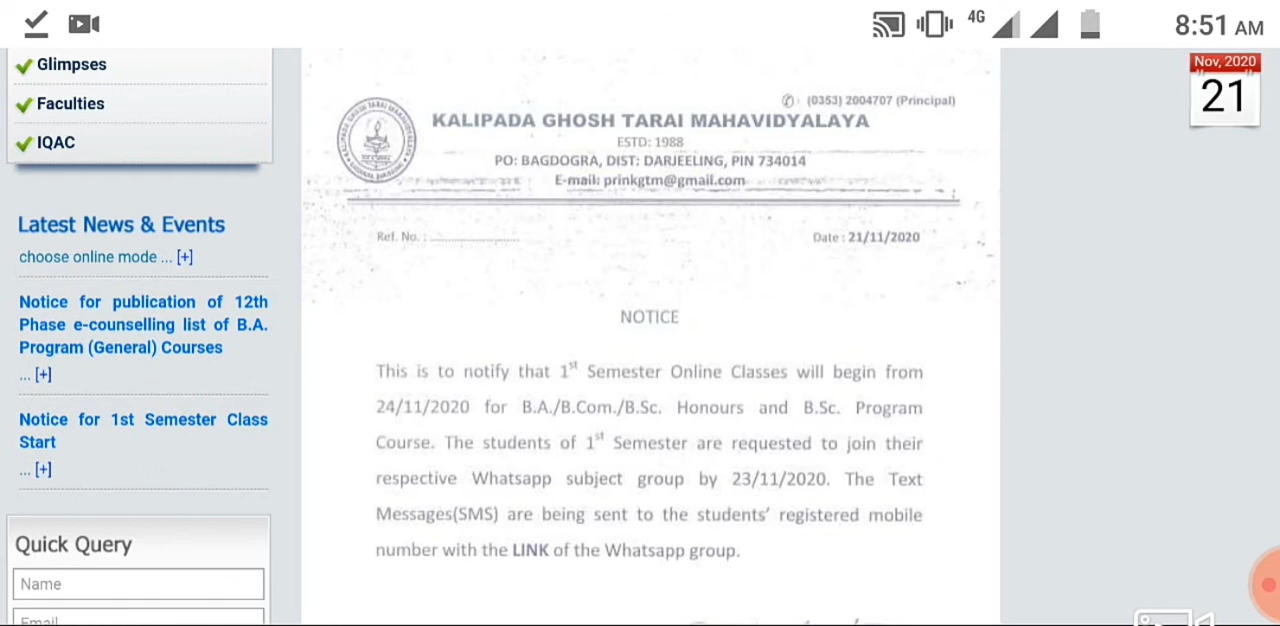 4G
8:51 AM
Glimpses
Faculties
IQAC
Latest News & Events
choose online mode ... [+]
Notice for publication of 12th
Phase e-counselling list of B.A.
Program (General) Courses
... [+]
Notice for 1st Semester Class
Start
... [+]
Quick Query
Name
Email
Nov, 2020
21
(0353) 2004707 (Principal)
KALIPADA GHOSH TARAI MAHAVIDYALAYA
ESTD: 1988
PO: BAGDOGRA, DIST: DARJEELING, PIN 734014
E-mail: prinkgtm@gmail.com
Ref. No. : ........................
Date : 21/11/2020
NOTICE
This is to notify that 1st Semester Online Classes will begin from
24/11/2020 for B.A./B.Com./B.Sc. Honours and B.Sc. Program
Course. The students of 1st Semester are requested to join their
respective Whatsapp subject group by 23/11/2020. The Text
Messages(SMS) are being sent to the students' registered mobile
number with the LINK of the Whatsapp group.